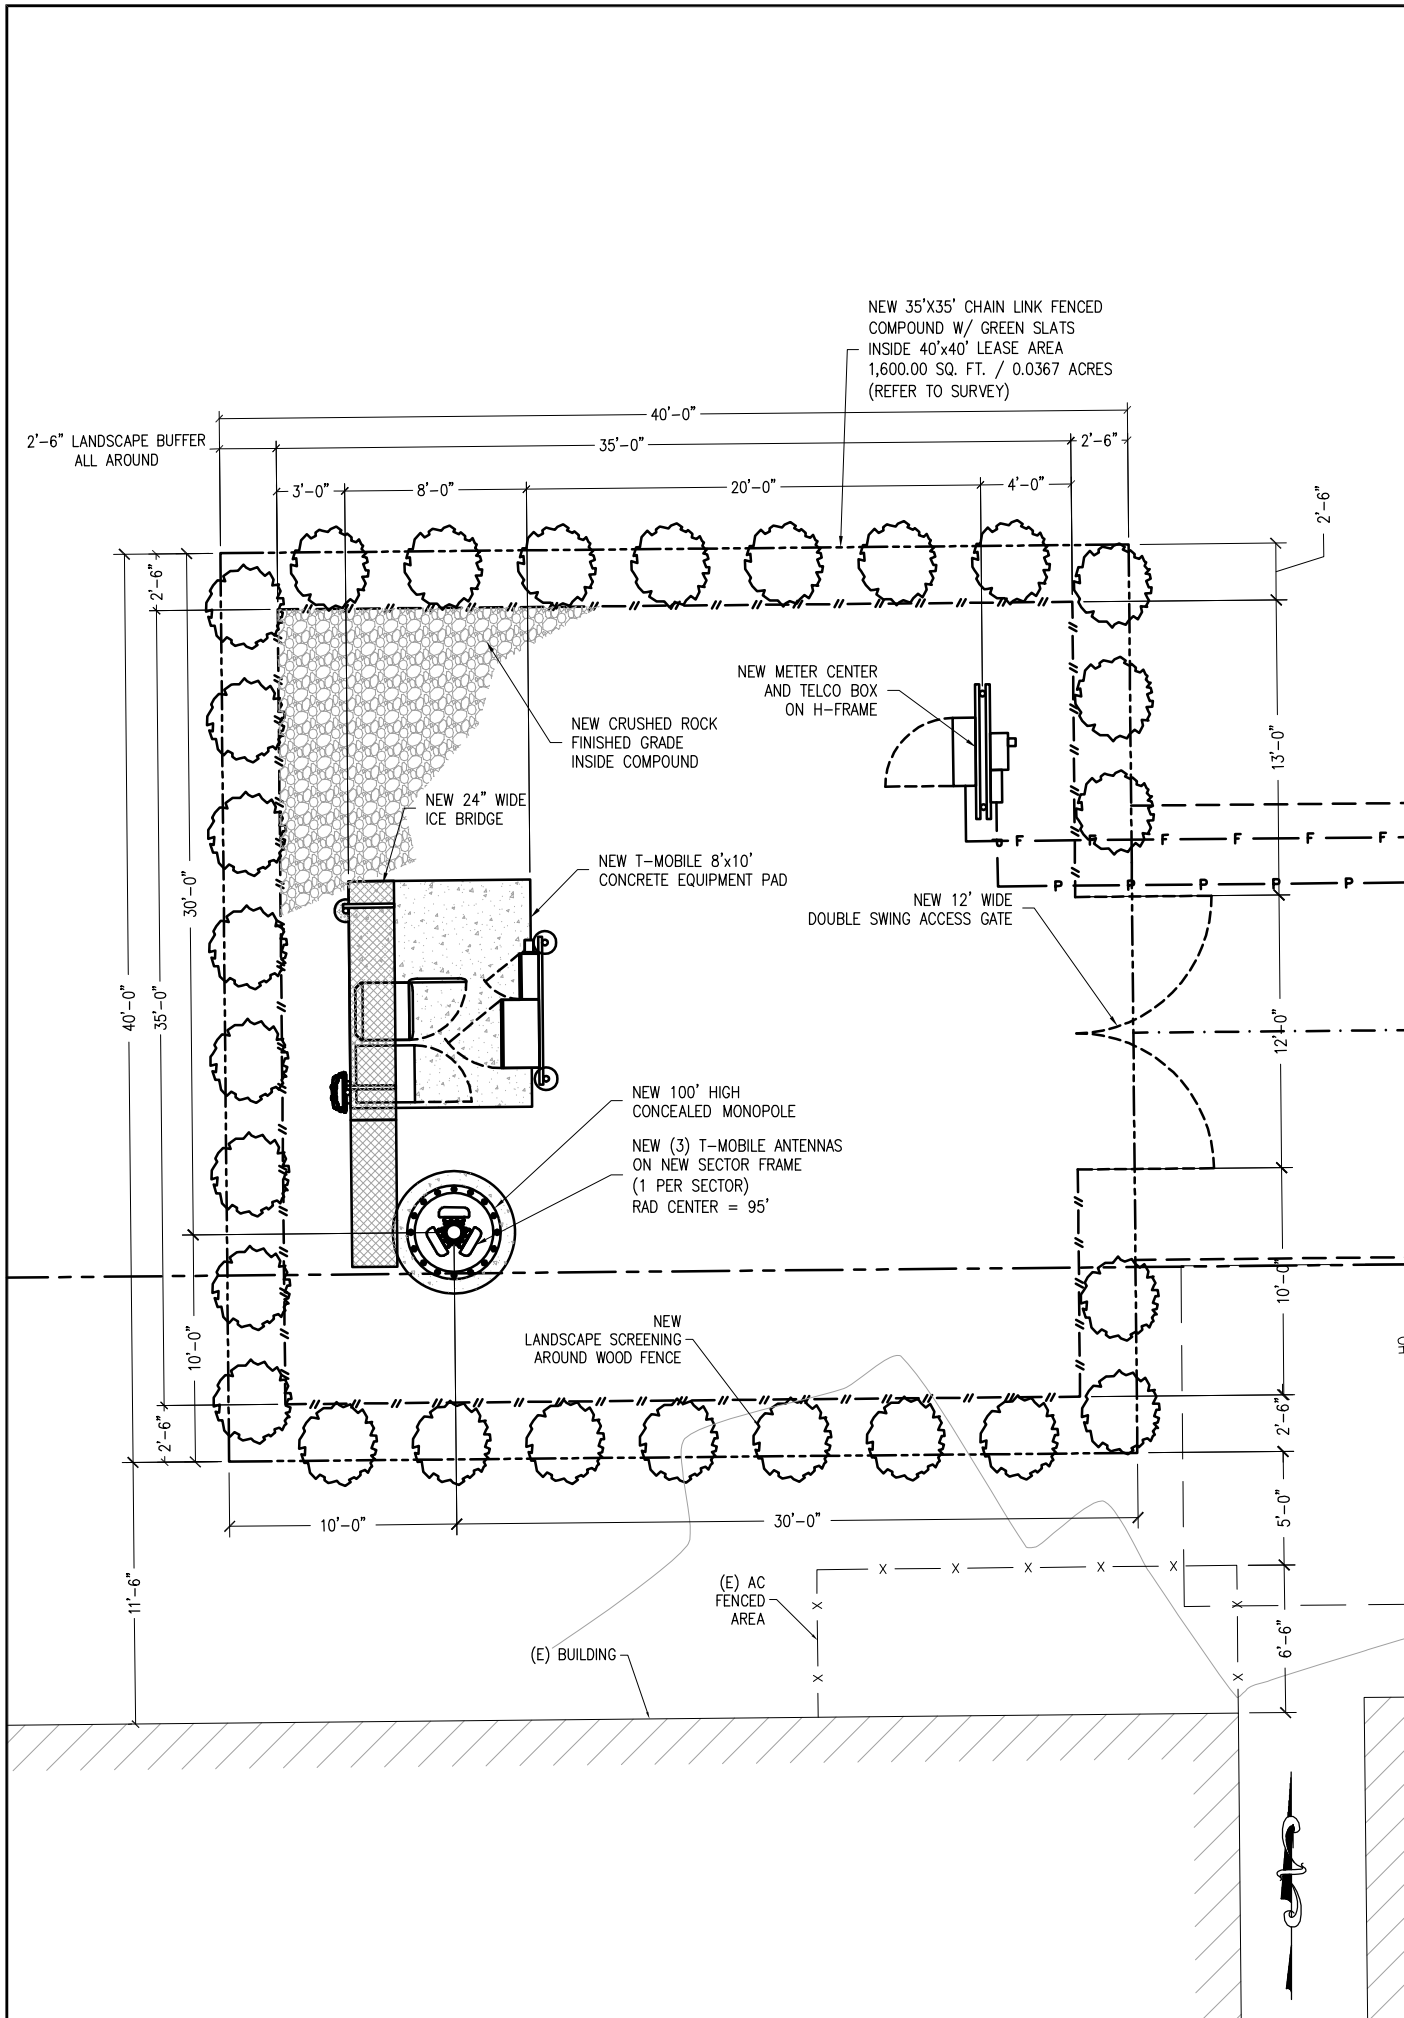 NEW 35'X35' CHAIN LINK FENCED
COMPOUND W/ GREEN SLATS
INSIDE 40'x40' LEASE AREA
1,600.00 SQ. FT. / 0.0367 ACRES
(REFER TO SURVEY)
40'-0"
2'-6" LANDSCAPE BUFFER
ALL AROUND
35'-0"
2'-6"
3'-0"
8'-0"
20'-0"
4'-0"
2'-6"
2'-6"
NEW METER CENTER
AND TELCO BOX
ON H-FRAME
NEW CRUSHED ROCK
FINISHED GRADE
INSIDE COMPOUND
13'-0"
NEW 24" WIDE
ICE BRIDGE
F F F F F F
NEW T-MOBILE 8'x10'
CONCRETE EQUIPMENT PAD
P P P P P
NEW 12' WIDE
DOUBLE SWING ACCESS GATE
30'-0"
40'-0"
35'-0"
12'-0"
NEW 100' HIGH
CONCEALED MONOPOLE
NEW (3) T-MOBILE ANTENNAS
ON NEW SECTOR FRAME
(1 PER SECTOR)
RAD CENTER = 95'
10'-0"
NEW
LANDSCAPE SCREENING
AROUND WOOD FENCE
10'-0"
2'-6"
2'-6"
10'-0"
30'-0"
5'-0"
X X X X X
(E) AC
FENCED
AREA
X
X
11'-6"
6'-6"
(E) BUILDING
X
X